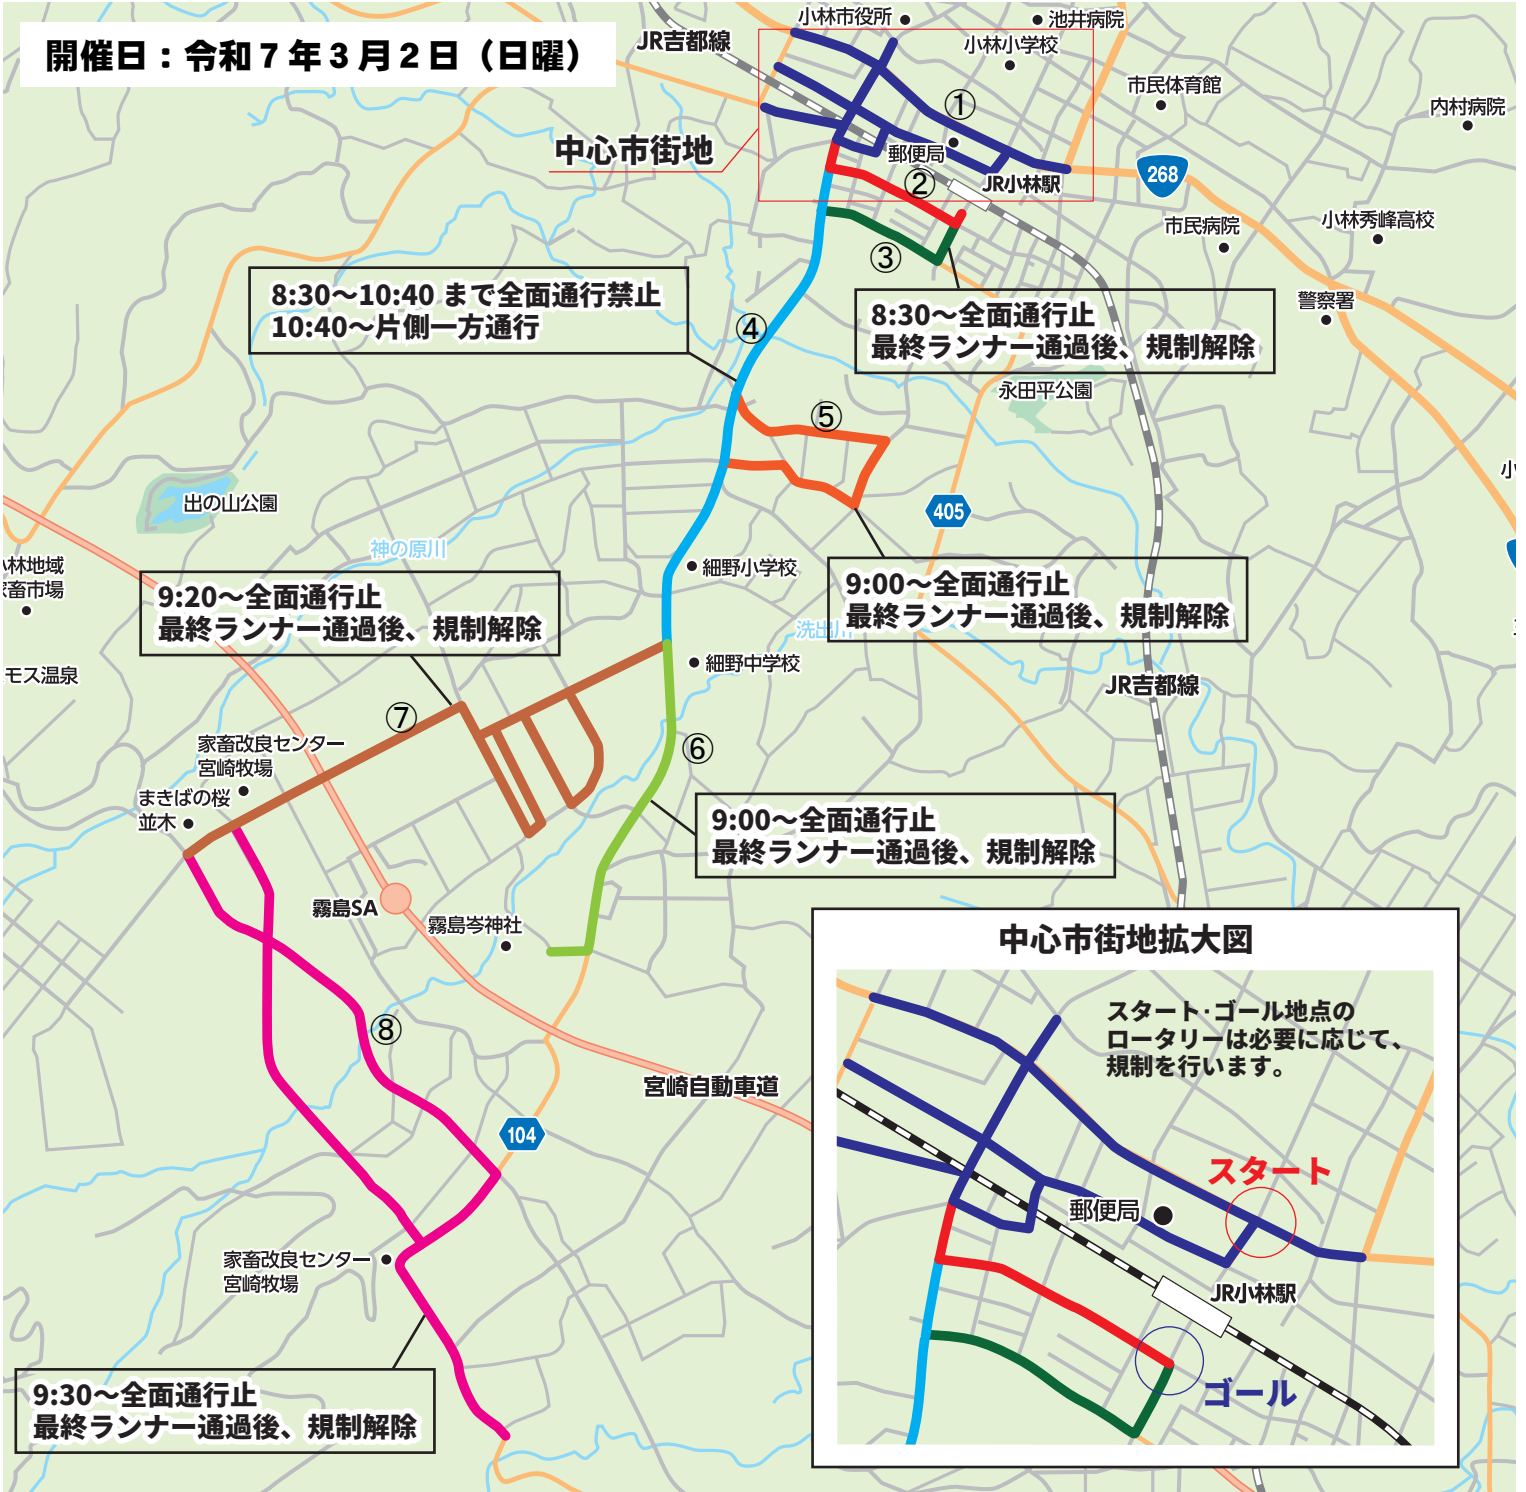 開催日：令和７年３月２日（日曜）
JR吉都線
小林市役所
池井病院
小林小学校
市民体育館
内村病院
①
中心市街地
郵便局
JR小林駅
268
②
市民病院
小林秀峰高校
③
警察署
8:30～10:40 まで全面通行禁止
10:40～片側一方通行
④
8:30～全面通行止
最終ランナー通過後、規制解除
永田平公園
⑤
出の山公園
405
神の原川
細野小学校
林地域
家畜市場
9:20～全面通行止
最終ランナー通過後、規制解除
9:00～全面通行止
最終ランナー通過後、規制解除
洗出川
細野中学校
モス温泉
JR吉都線
⑦
⑥
家畜改良センター
宮崎牧場
まきばの桜
並木
9:00～全面通行止
最終ランナー通過後、規制解除
霧島SA
霧島岑神社
中心市街地拡大図
スタート・ゴール地点の
ロータリーは必要に応じて、
規制を行います。
⑧
宮崎自動車道
104
スタート
郵便局
JR小林駅
家畜改良センター
宮崎牧場
ゴール
9:30～全面通行止
最終ランナー通過後、規制解除